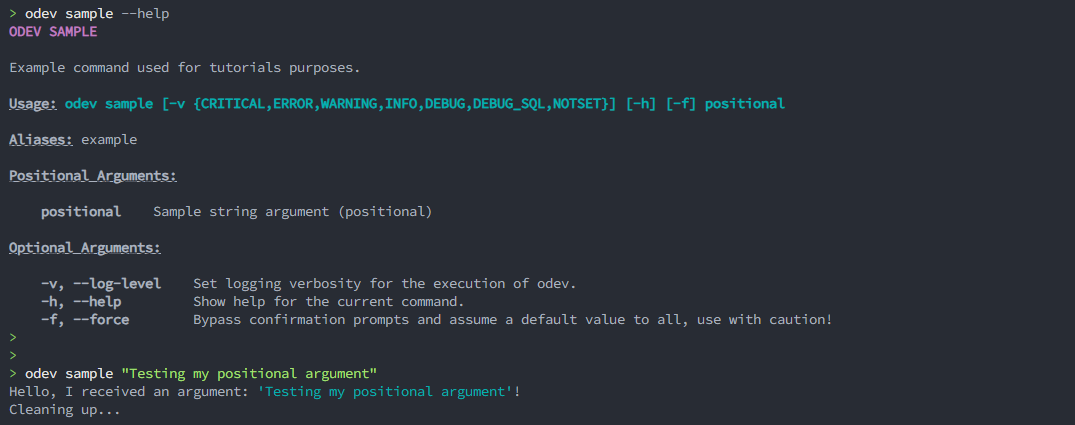 > odev sample --help
ODEV SAMPLE
Example command used for tutorials purposes.
Usage: odev sample [-v {CRITICAL,ERROR,WARNING,INFO,DEBUG,DEBUG_SQL,NOTSET}] [-h] [-f] positional
Aliases: example
Positional Arguments:
positional    Sample string argument (positional)
Optional Arguments:
-v, --log-level    Set logging verbosity for the execution of odev.
-h, --help         Show help for the current command.
-f, --force        Bypass confirmation prompts and assume a default value to all, use with caution!
>
>
> odev sample "Testing my positional argument"
Hello, I received an argument: 'Testing my positional argument'!
Cleaning up...